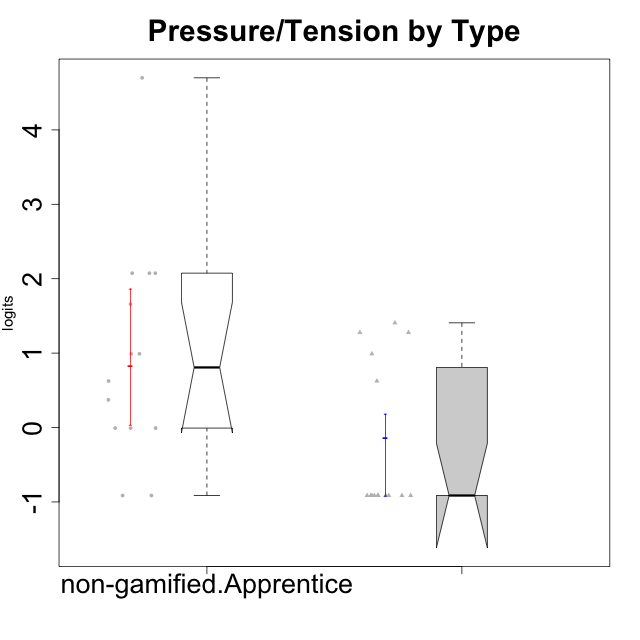 Pressure/Tension by Type
logits
4
3
2
1
0
-1
non-gamified.Apprentice